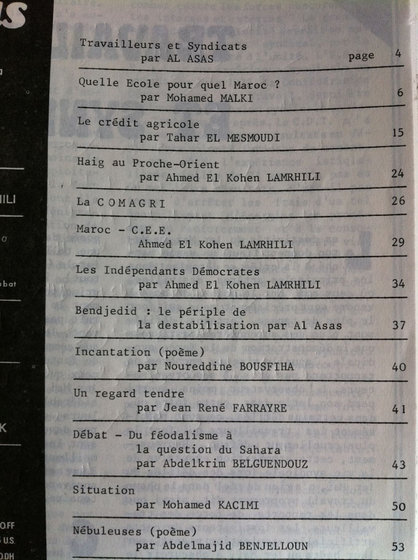 Travailleurs et Syndicats
par AL ASAS page 4
Quelle Ecole pour quel Maroc ?
par Mohamed MALKI 6
Le crédit agricole
par Tahar EL MESMOUDI 15
Haig au Proche-Orient
par Ahmed El Kohen LAMRHILI 24
La COMAGRI 26
Maroc - C.E.E.
Ahmed El Kohen LAMRHILI 29
Les Indépendants Démocrates
par Ahmed El Kohen LAMRHILI 34
Bendjedid : le périple de
la destabilisation par Al Asas 37
Incantation (poème)
par Noureddine BOUSFIHA 40
Un regard tendre
par Jean René FARRAYRE 41
Débat - Du féodalisme à
la question du Sahara
par Abdelkrim BELGUENDOUZ 43
Situation
par Mohamed KACIMI 50
Nébuleuses (poème)
par Abdelmajid BENJELLOUN 53